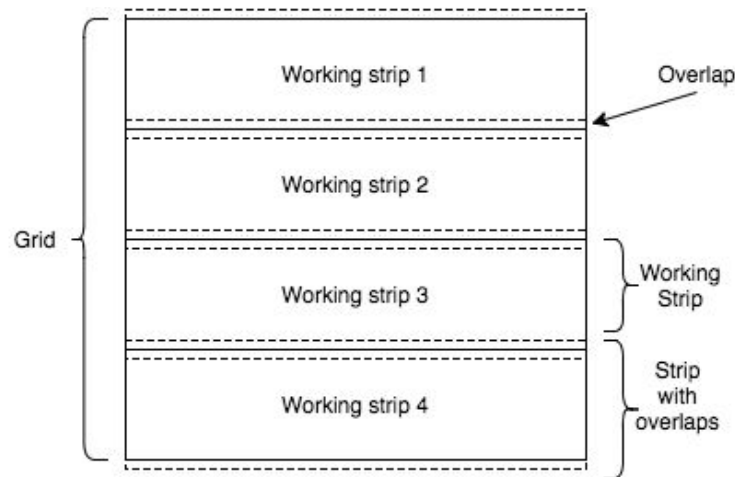 Working strip 1
Overlap
Working strip 2
Grid
Working strip 3
Working
Strip
Working strip 4
Strip
with
overlaps